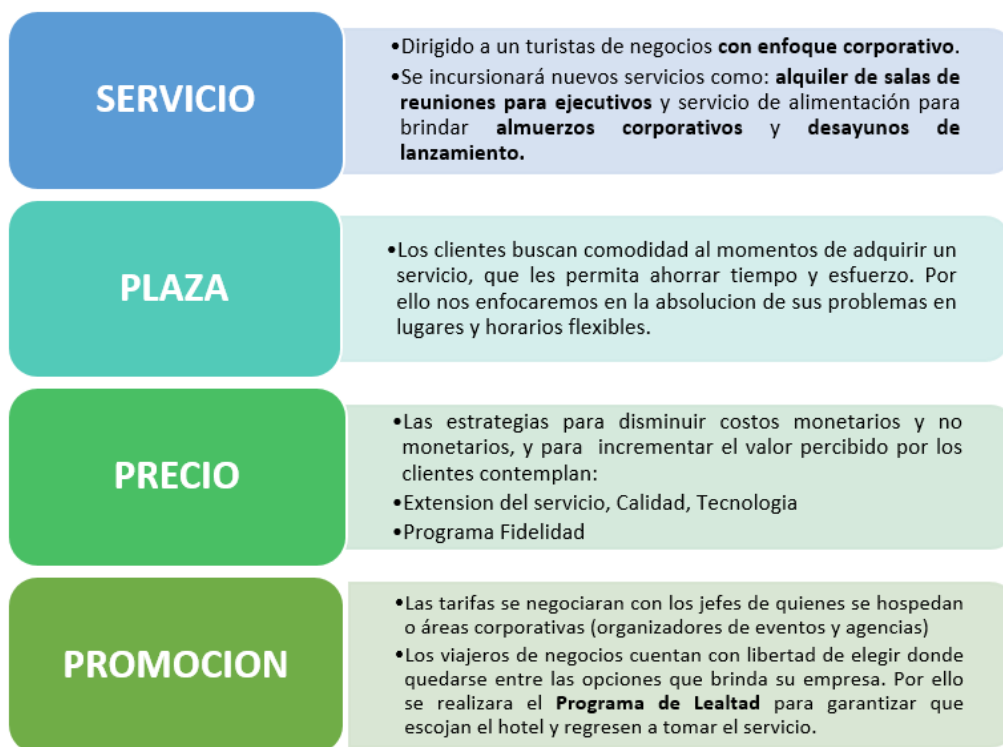 SERVICIO
•Dirigido a un turistas de negocios con enfoque corporativo.
•Se incursionará nuevos servicios como: alquiler de salas de
reuniones para ejecutivos y servicio de alimentación para
brindar almuerzos corporativos y desayunos de
lanzamiento.
PLAZA
•Los clientes buscan comodidad al momentos de adquirir un
servicio, que les permita ahorrar tiempo y esfuerzo. Por
ello nos enfocaremos en la absolucion de sus problemas en
lugares y horarios flexibles.
PRECIO
•Las estrategias para disminuir costos monetarios y no
monetarios, y para incrementar el valor percibido por los
clientes contemplan:
•Extension del servicio, Calidad, Tecnologia
•Programa Fidelidad
PROMOCION
•Las tarifas se negociaran con los jefes de quienes se hospedan
o áreas corporativas (organizadores de eventos y agencias)
•Los viajeros de negocios cuentan con libertad de elegir donde
quedarse entre las opciones que brinda su empresa. Por ello
se realizara el Programa de Lealtad para garantizar que
escojan el hotel y regresen a tomar el servicio.